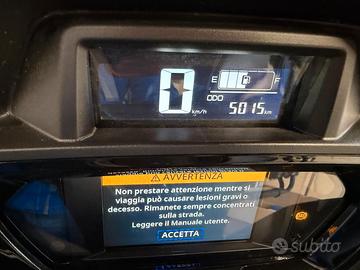 0
km/h
E
F
ODO
5015 km
AVVERTENZA
Non prestare attenzione mentre si
viaggia può causare lesioni gravi o
decesso. Rimanete sempre concentrati
sulla strada.
Leggere il Manuale utente.
ACCETTA
subito